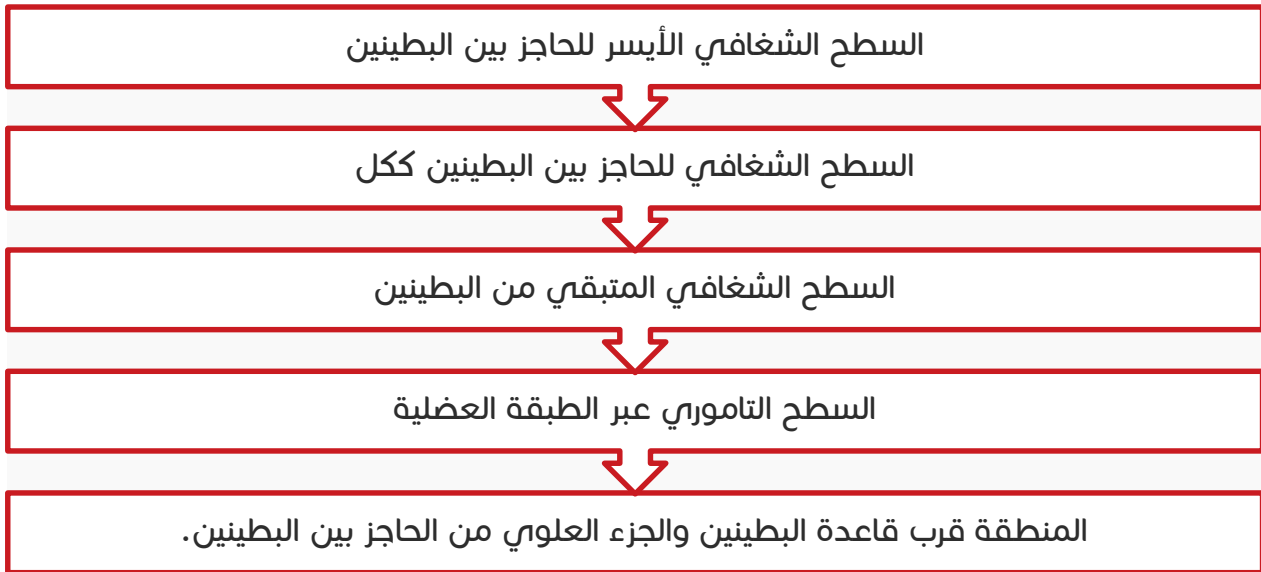 السطح الشغافي الأيسر للحاجز بين البطينين
السطح الشغافي للحاجز بين البطينين ككل
السطح الشغافي المتبقي من البطينين
السطح التاموري عبر الطبقة العضلية
المنطقة قرب قاعدة البطينين والجزء العلوي من الحاجز بين البطينين.